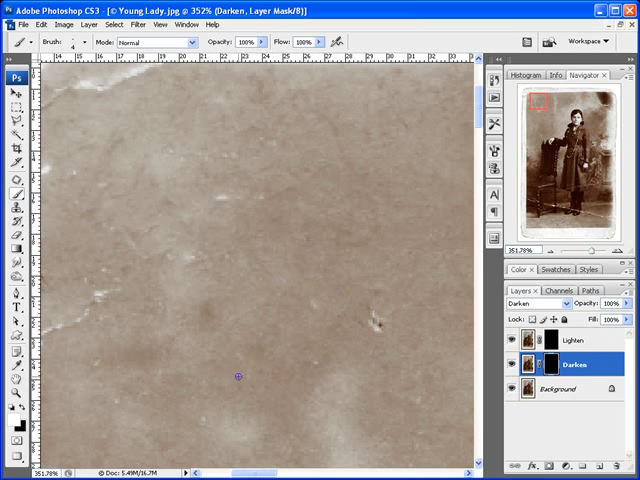 Adobe Photoshop CS3 - [© Young Lady.jpg @ 352% (Darken, Layer Mask/8)]
File Edit Image Layer Select Filter View Window Help
Brush: 4 Mode: Normal Opacity: 100% Flow: 100% Workspace
Histogram Info Navigator
351.78%
Color Swatches Styles
Layers Channels Paths
Darken Opacity: 100%
Lock: Fill: 100%
Lighten
Darken
Background
351.78% Doc: 5.49M/16.7M